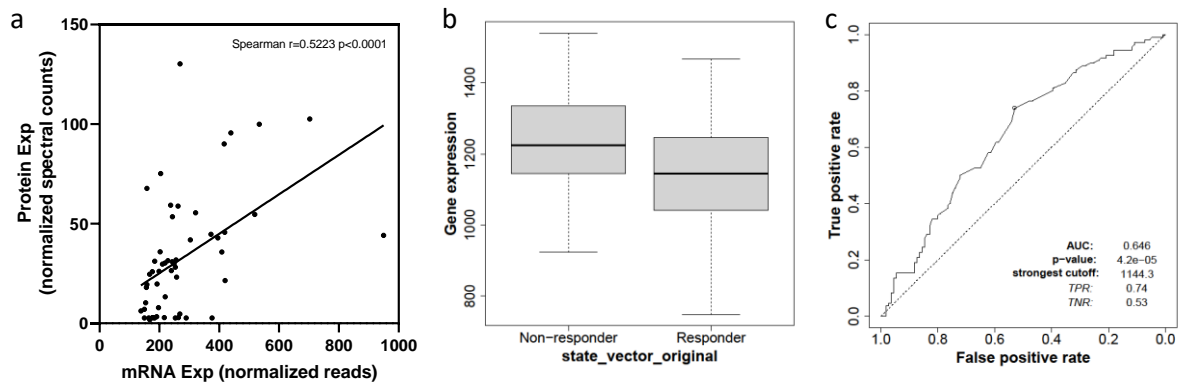 a
Protein Exp
(normalized spectral counts)
150
100
50
0
Spearman r=0.5223 p<0.0001
0 200 400 600 800 1000
mRNA Exp (normalized reads)
b
Gene expression
1400
1200
1000
800
Non-responder Responder
state_vector_original
c
True positive rate
1.0
0.8
0.6
0.4
0.2
0.0
AUC: 0.646
p-value: 4.2e-05
strongest cutoff: 1144.3
TPR: 0.74
TNR: 0.53
1.0 0.8 0.6 0.4 0.2 0.0
False positive rate